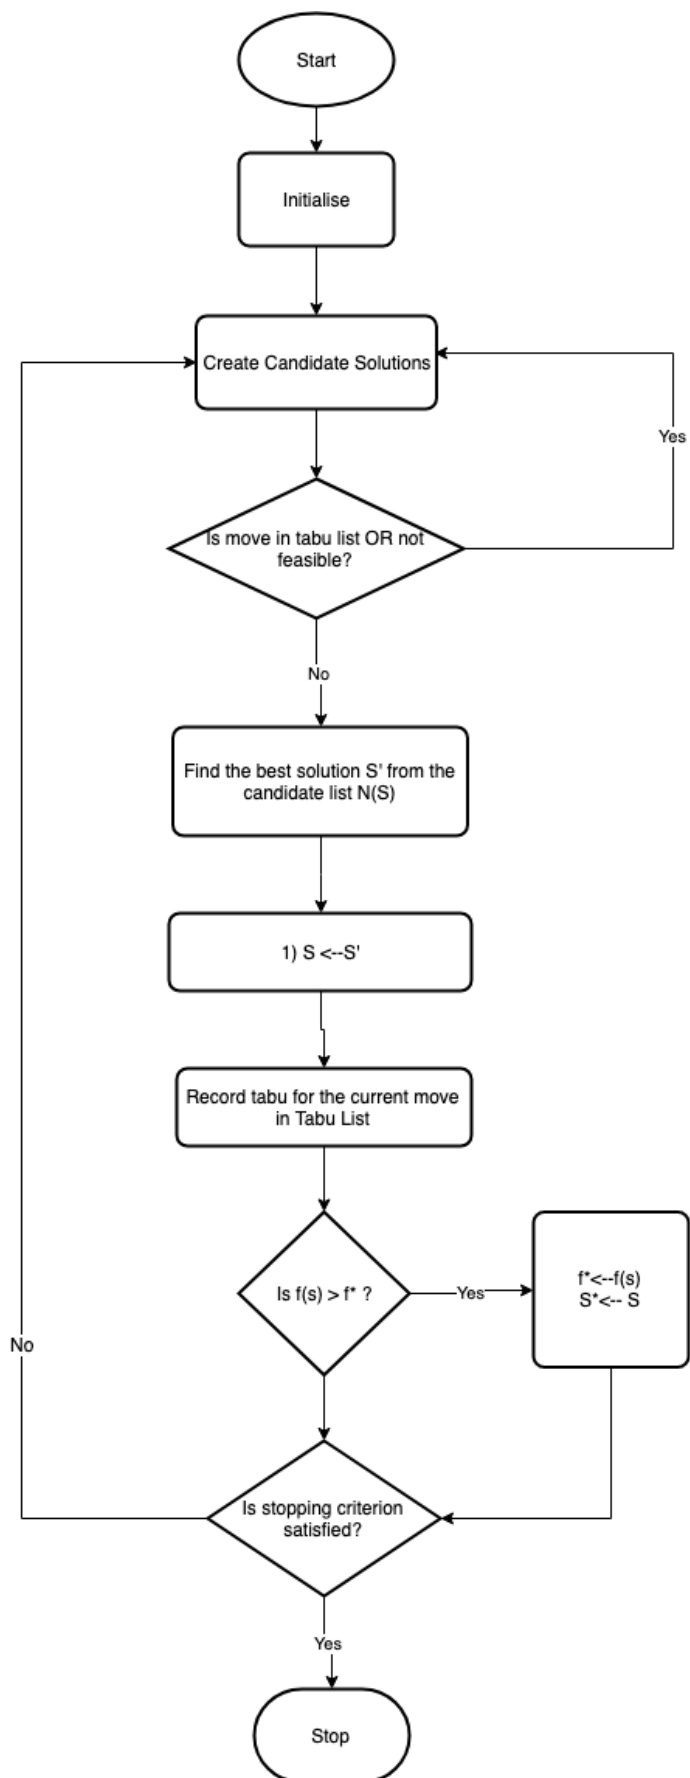 Start
Initialise
Create Candidate Solutions
Yes
Is move in tabu list OR not
feasible?
No
Find the best solution S' from the
candidate list N(S)
1) S <--S'
Record tabu for the current move
in Tabu List
Is f(s) > f* ?
Yes
f*<--f(s)
S*<-- S
No
Is stopping criterion
satisfied?
Yes
Stop